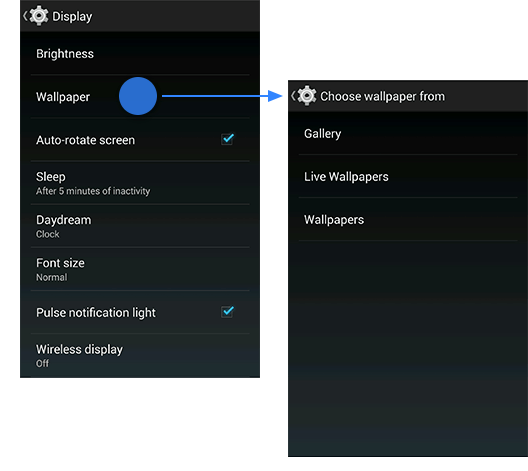 Display
Brightness
Wallpaper
Auto-rotate screen
Sleep
After 5 minutes of inactivity
Daydream
Clock
Font size
Normal
Pulse notification light
Wireless display
Off
Choose wallpaper from
Gallery
Live Wallpapers
Wallpapers